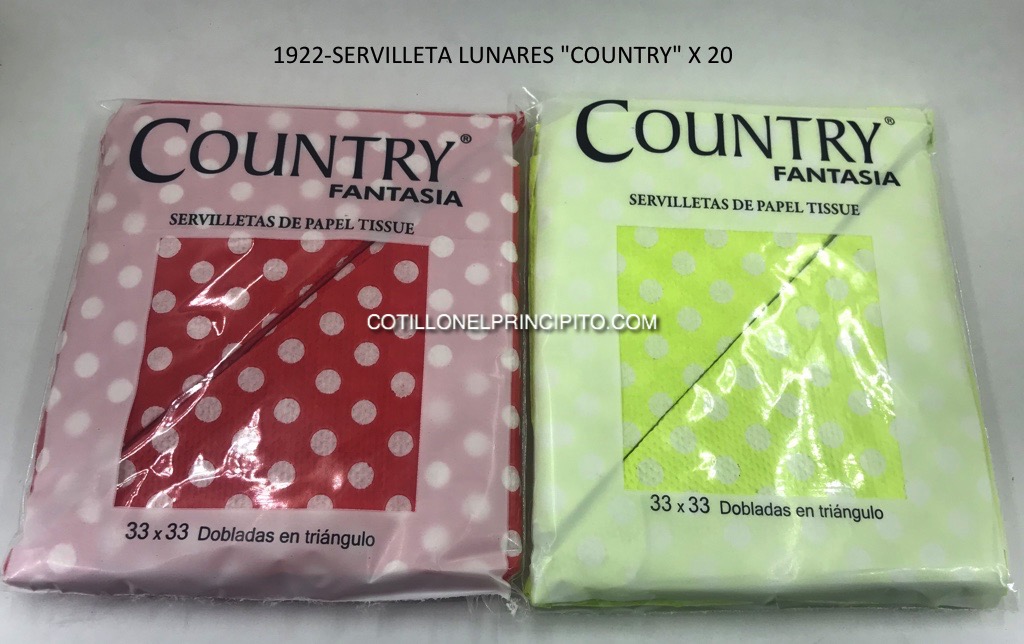 1922-SERVILLETA LUNARES "COUNTRY" X 20
COUNTRY®
FANTASIA
SERVILLETAS DE PAPEL TISSUE
33 x 33 Dobladas en triángulo
COUNTRY®
FANTASIA
SERVILLETAS DE PAPEL TISSUE
33 x 33 Dobladas en triángulo
COTILLONELPRINCIPITO.COM